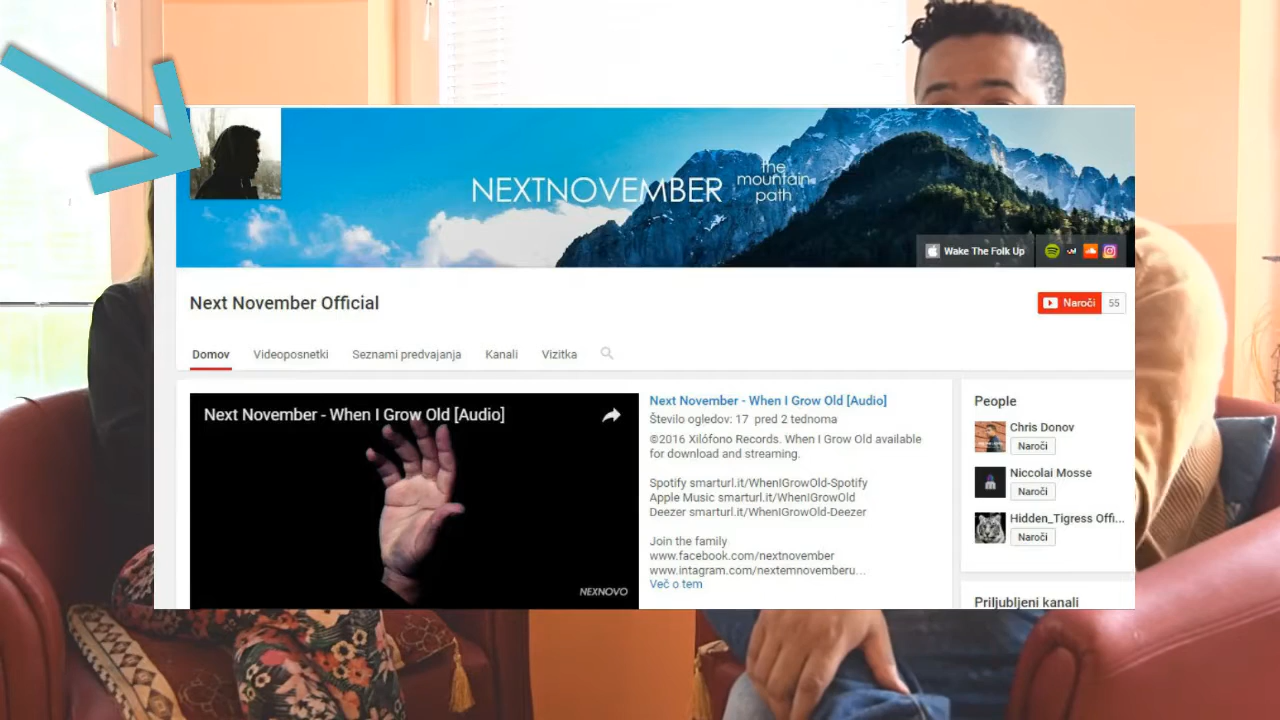 NEXTNOVEMBER
the
mountain
path
Wake The Folk Up
Next November Official
Naroči 55
Domov Videoposnetki Seznami predvajanja Kanali Vizitka
Next November - When I Grow Old [Audio]
NEXNOVO
Next November - When I Grow Old [Audio]
Število ogledov: 17 pred 2 tednoma
©2016 Xilófono Records. When I Grow Old available
for download and streaming.
Spotify smarturl.it/WhenIGrowOld-Spotify
Apple Music smarturl.it/WhenIGrowOld
Deezer smarturl.it/WhenIGrowOld-Deezer
Join the family
www.facebook.com/nextnovember
www.intagram.com/nextemnovemberu...
Več o tem
People
Chris Donov
Naroči
Niccolai Mosse
Naroči
Hidden_Tigress Offi...
Naroči
Priljubljeni kanali